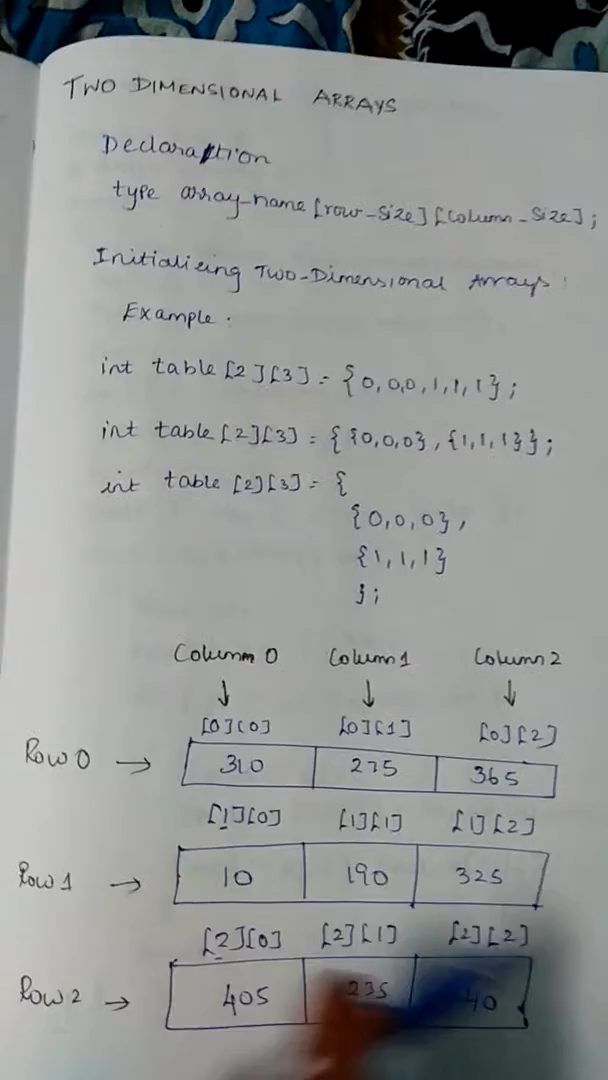 TWO DIMENSIONAL ARRAYS
Declaration
type array-name [row-size] [column-size];
Initializing Two-Dimensional Arrays:
Example.
int table [2][3] = {0,0,0,1,1,1};
int table [2][3] = {{0,0,0},{1,1,1}};
int table [2][3] = {
{0,0,0},
{1,1,1}
};
Column 0 Column 1 Column 2
↓ ↓ ↓
[0][0] [0][1] [0][2]
Row 0 → 310 275 365
[1][0] [1][1] [1][2]
Row 1 → 10 190 325
[2][0] [2][1] [2][2]
Row 2 → 405 235 40